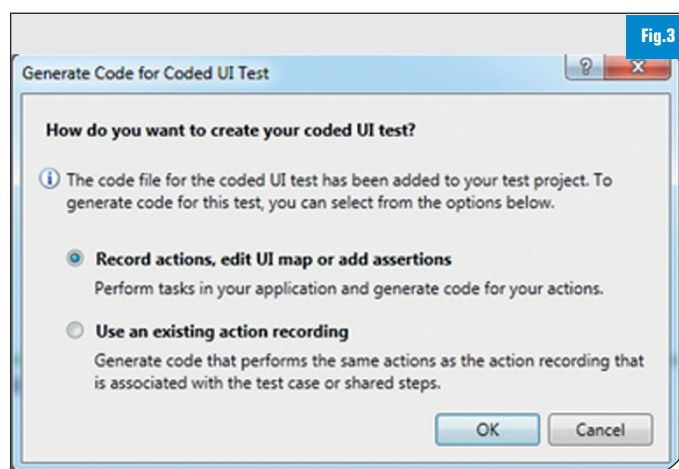 Fig.3
Generate Code for Coded UI Test
How do you want to create your coded UI test?
The code file for the coded UI test has been added to your test project. To
generate code for this test, you can select from the options below.
Record actions, edit UI map or add assertions
Perform tasks in your application and generate code for your actions.
Use an existing action recording
Generate code that performs the same actions as the action recording that
is associated with the test case or shared steps.
OK Cancel